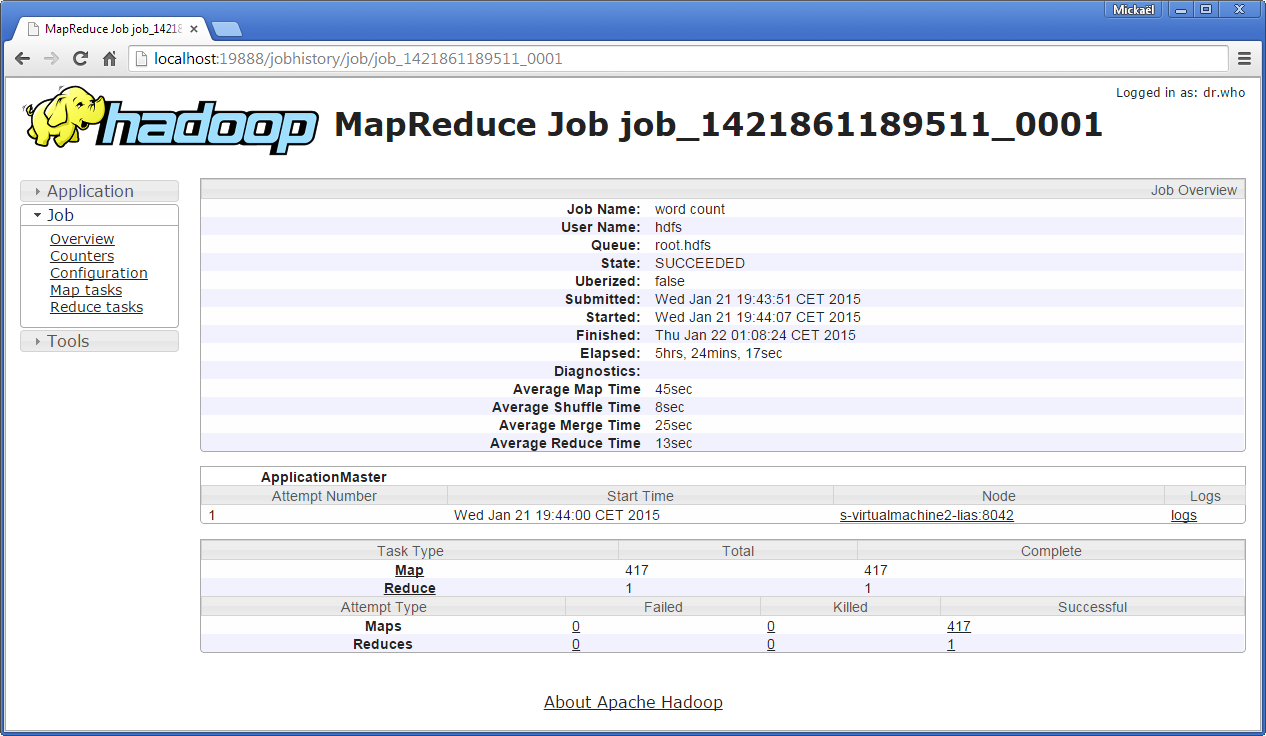 Mickaël
MapReduce Job job_1421
localhost:19888/jobhistory/job/job_1421861189511_0001
Logged in as: dr.who
hadoop
MapReduce Job job_1421861189511_0001
Application
Job
Overview
Counters
Configuration
Map tasks
Reduce tasks
Tools
Job Overview
Job Name: word count
User Name: hdfs
Queue: root.hdfs
State: SUCCEEDED
Uberized: false
Submitted: Wed Jan 21 19:43:51 CET 2015
Started: Wed Jan 21 19:44:07 CET 2015
Finished: Thu Jan 22 01:08:24 CET 2015
Elapsed: 5hrs, 24mins, 17sec
Diagnostics:
Average Map Time 45sec
Average Shuffle Time 8sec
Average Merge Time 25sec
Average Reduce Time 13sec
ApplicationMaster
Attempt Number Start Time Node Logs
1 Wed Jan 21 19:44:00 CET 2015 s-virtualmachine2-lias:8042 logs
Task Type Total Complete
Map 417 417
Reduce 1 1
Attempt Type Failed Killed Successful
Maps 0 0 417
Reduces 0 0 1
About Apache Hadoop